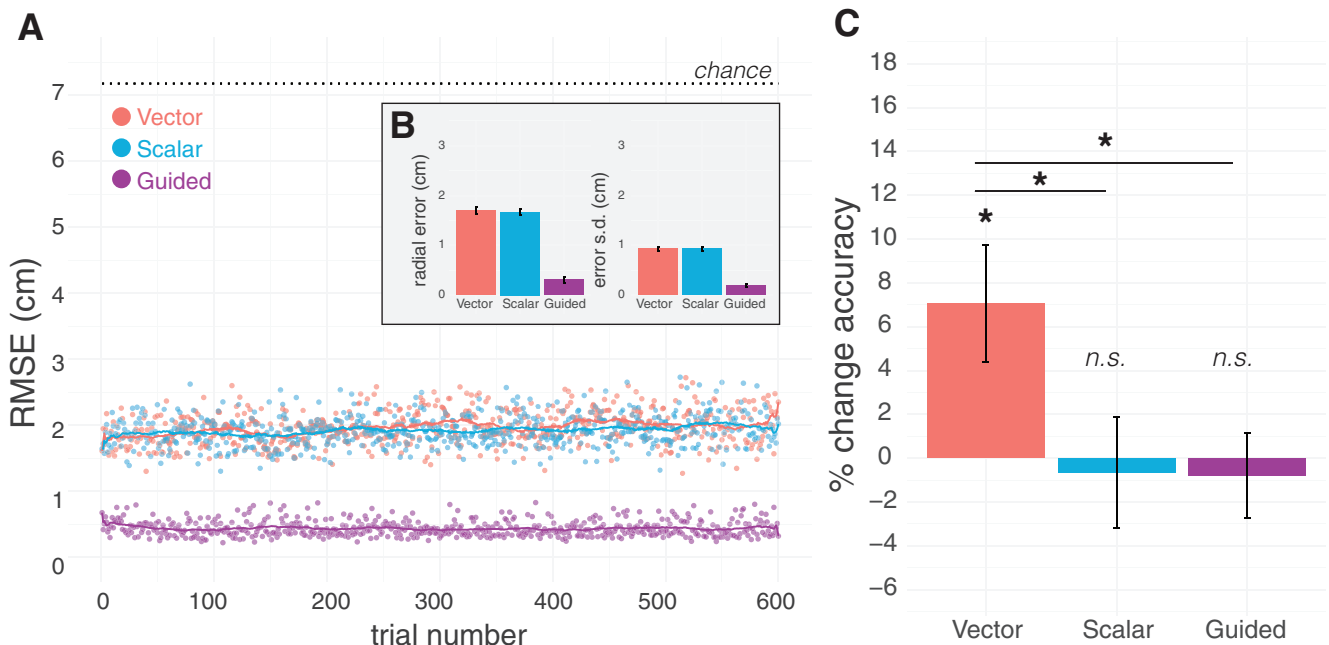 A
chance
7
6
5
4
3
2
1
0
RMSE (cm)
Vector
Scalar
Guided
0
100
200
300
400
500
600
trial number
B
3
2
1
0
radial error (cm)
Vector
Scalar
Guided
3
2
1
0
error s.d. (cm)
Vector
Scalar
Guided
C
18
16
14
12
10
8
6
4
2
0
−2
−4
−6
% change accuracy
*
*
*
n.s.
n.s.
Vector
Scalar
Guided